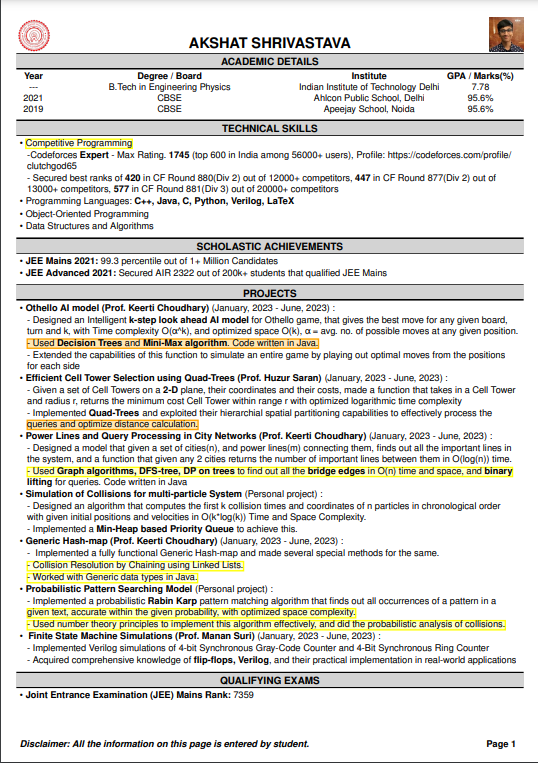 AKSHAT SHRIVASTAVA
ACADEMIC DETAILS
Year Degree / Board Institute GPA / Marks(%)
--- B.Tech in Engineering Physics Indian Institute of Technology Delhi 7.78
2021 CBSE Ahlcon Public School, Delhi 95.6%
2019 CBSE Apeejay School, Noida 95.6%
TECHNICAL SKILLS
• Competitive Programming
-Codeforces Expert - Max Rating. 1745 (top 600 in India among 56000+ users), Profile: https://codeforces.com/profile/
clutchgod65
- Secured best ranks of 420 in CF Round 880(Div 2) out of 12000+ competitors, 447 in CF Round 877(Div 2) out of
13000+ competitors, 577 in CF Round 881(Div 3) out of 20000+ competitors
• Programming Languages: C++, Java, C, Python, Verilog, LaTeX
• Object-Oriented Programming
• Data Structures and Algorithms
SCHOLASTIC ACHIEVEMENTS
• JEE Mains 2021: 99.3 percentile out of 1+ Million Candidates
• JEE Advanced 2021: Secured AIR 2322 out of 200k+ students that qualified JEE Mains
PROJECTS
• Othello AI model (Prof. Keerti Choudhary) (January, 2023 - June, 2023) :
- Designed an Intelligent k-step look ahead AI model for Othello game, that gives the best move for any given board,
turn and k, with Time complexity O(α^k), and optimized space O(k), α = avg. no. of possible moves at any given position.
- Used Decision Trees and Mini-Max algorithm. Code written in Java.
- Extended the capabilities of this function to simulate an entire game by playing out optimal moves from the positions
for each side
• Efficient Cell Tower Selection using Quad-Trees (Prof. Huzur Saran) (January, 2023 - June, 2023) :
- Given a set of Cell Towers on a 2-D plane, their coordinates and their costs, made a function that takes in a Cell Tower
and radius r, returns the minimum cost Cell Tower within range r with optimized logarithmic time complexity
- Implemented Quad-Trees and exploited their hierarchical spatial partitioning capabilities to effectively process the
queries and optimize distance calculation.
• Power Lines and Query Processing in City Networks (Prof. Keerti Choudhary) (January, 2023 - June, 2023) :
- Designed a model that given a set of cities(n), and power lines(m) connecting them, finds out all the important lines in
the system, and a function that given any 2 cities returns the number of important lines between them in O(log(n)) time.
- Used Graph algorithms, DFS-tree, DP on trees to find out all the bridge edges in O(n) time and space, and binary
lifting for queries. Code written in Java
• Simulation of Collisions for multi-particle System (Personal project) :
- Designed an algorithm that computes the first k collision times and coordinates of n particles in chronological order
with given initial positions and velocities in O(k*log(k)) Time and Space Complexity.
- Implemented a Min-Heap based Priority Queue to achieve this.
• Generic Hash-map (Prof. Keerti Choudhary) (January, 2023 - June, 2023) :
- Implemented a fully functional Generic Hash-map and made several special methods for the same.
- Collision Resolution by Chaining using Linked Lists.
- Worked with Generic data types in Java.
• Probabilistic Pattern Searching Model (Personal project) :
- Implemented a probabilistic Rabin Karp pattern matching algorithm that finds out all occurrences of a pattern in a
given text, accurate within the given probability, with optimized space complexity.
- Used number theory principles to implement this algorithm effectively, and did the probabilistic analysis of collisions.
• Finite State Machine Simulations (Prof. Manan Suri) (January, 2023 - June, 2023) :
- Implemented Verilog simulations of 4-bit Synchronous Gray-Code Counter and 4-Bit Synchronous Ring Counter
- Acquired comprehensive knowledge of flip-flops, Verilog, and their practical implementation in real-world applications
QUALIFYING EXAMS
• Joint Entrance Examination (JEE) Mains Rank: 7359
Disclaimer: All the information on this page is entered by student. Page 1